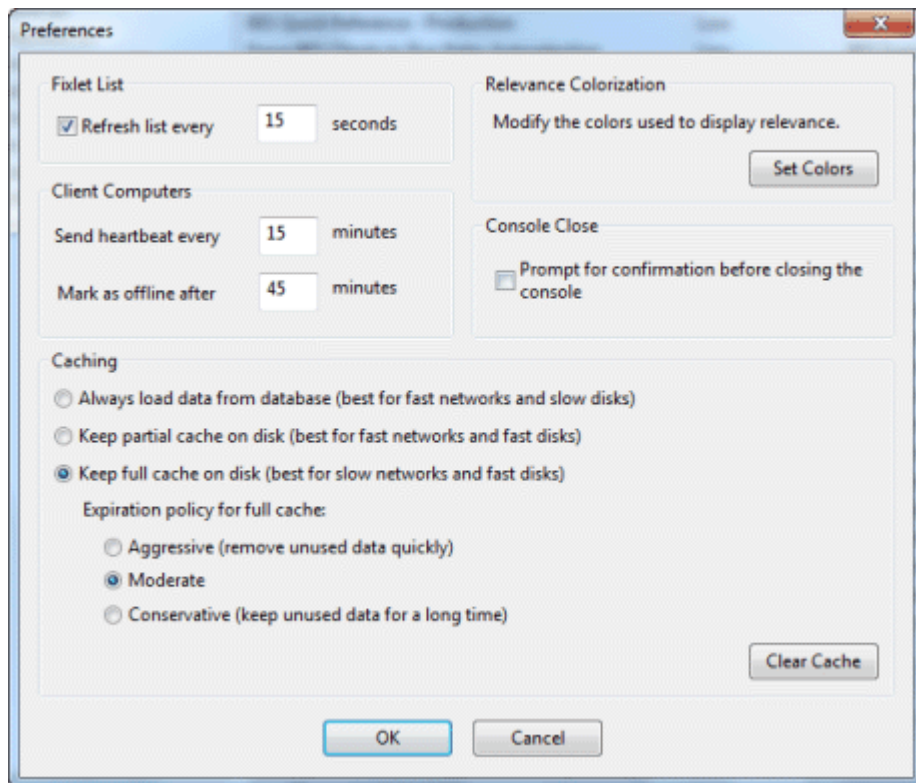 Preferences
Fixlet List
Refresh list every 15 seconds
Client Computers
Send heartbeat every 15 minutes
Mark as offline after 45 minutes
Relevance Colorization
Modify the colors used to display relevance.
Set Colors
Console Close
Prompt for confirmation before closing the
console
Caching
Always load data from database (best for fast networks and slow disks)
Keep partial cache on disk (best for fast networks and fast disks)
Keep full cache on disk (best for slow networks and fast disks)
Expiration policy for full cache:
Aggressive (remove unused data quickly)
Moderate
Conservative (keep unused data for a long time)
Clear Cache
OK Cancel